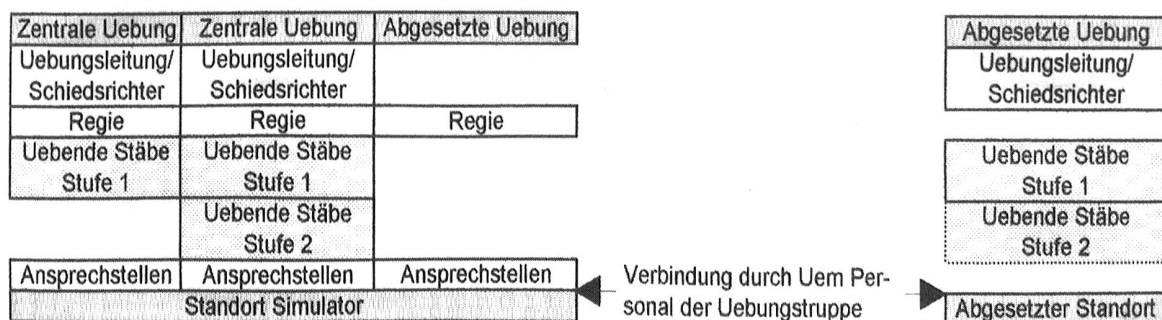 Zentrale Uebung Zentrale Uebung Abgesetzte Uebung
Uebungsleitung/ Uebungsleitung/
Schiedsrichter Schiedsrichter
Regie Regie Regie
Uebende Stäbe Uebende Stäbe
Stufe 1 Stufe 1
Uebende Stäbe
Stufe 2
Ansprechstellen Ansprechstellen Ansprechstellen
Standort Simulator
Verbindung durch Uem Per-
sonal der Uebungstruppe
Abgesetzte Uebung
Uebungsleitung/
Schiedsrichter
Uebende Stäbe
Stufe 1
Uebende Stäbe
Stufe 2
Abgesetzter Standort